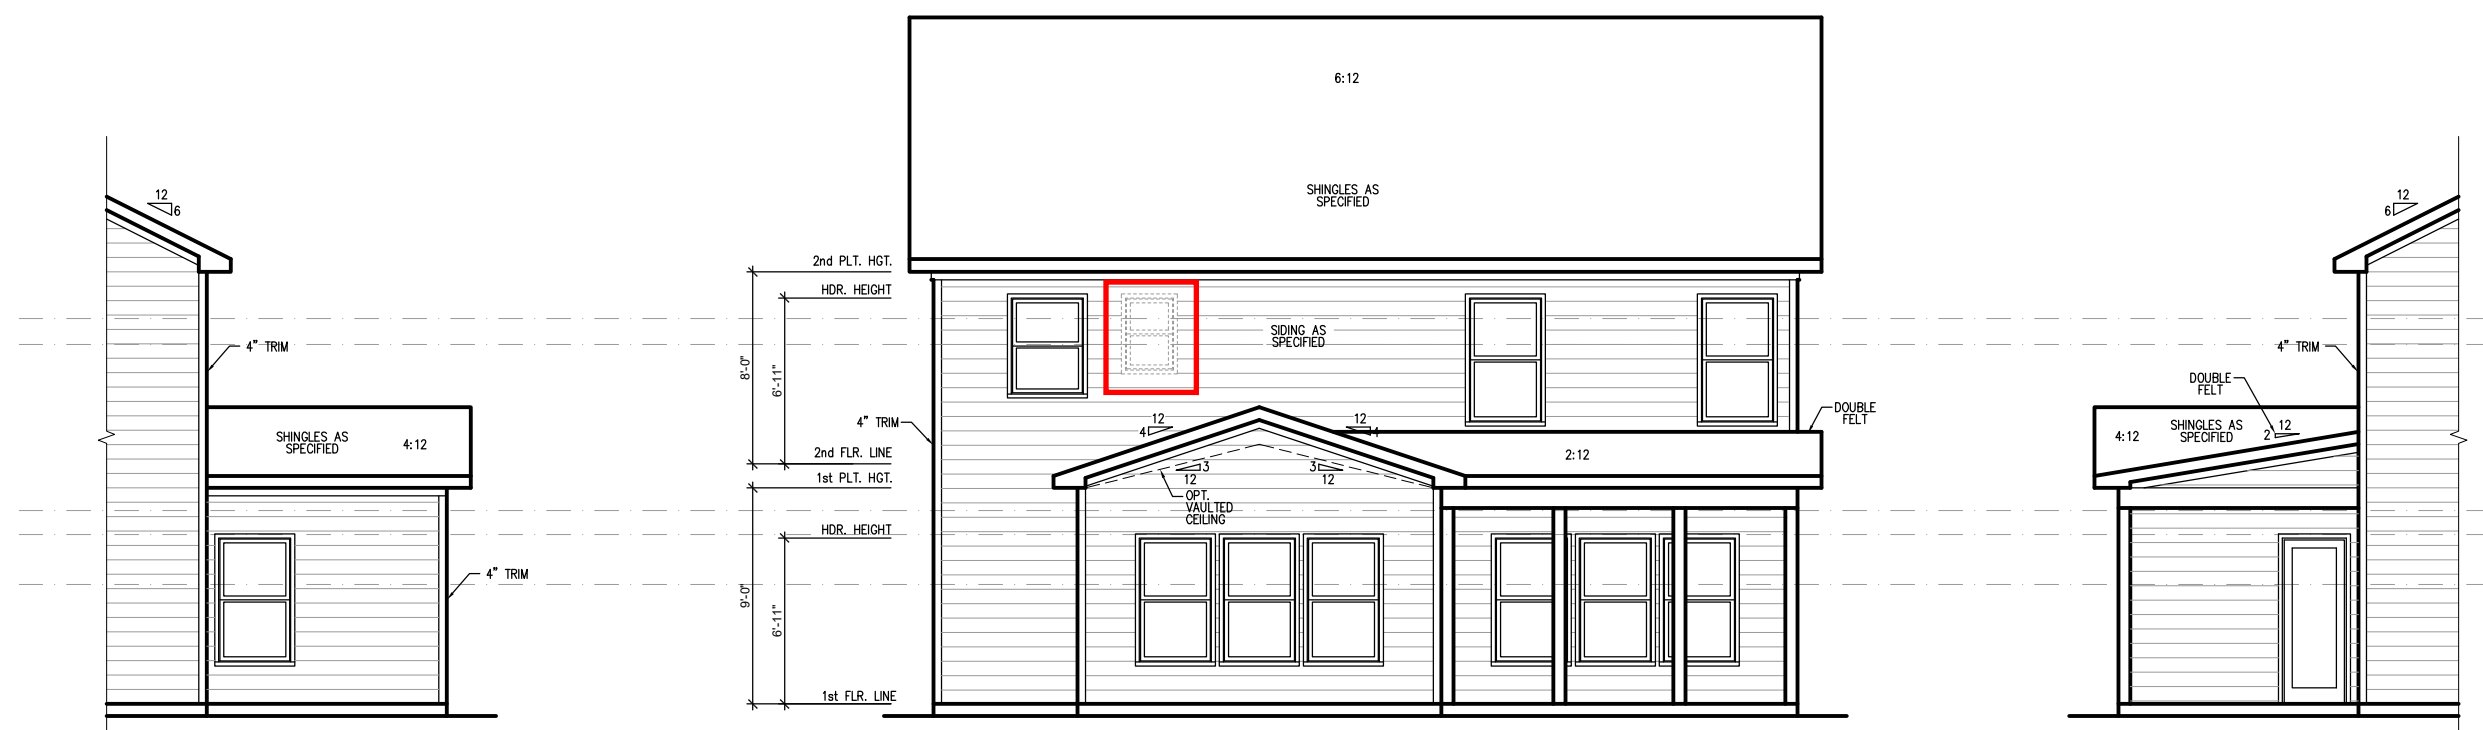 12
6
4" TRIM
SHINGLES AS
SPECIFIED
4:12
4" TRIM
2nd PLT. HGT.
HDR. HEIGHT
8'-0"
6'-11"
2nd FLR. LINE
1st PLT. HGT.
HDR. HEIGHT
9'-0"
6'-11"
1st FLR. LINE
4" TRIM
6:12
SHINGLES AS
SPECIFIED
SIDING AS
SPECIFIED
12
4
12
4
3
12
3
12
OPT.
VAULTED
CEILING
2:12
DOUBLE
FELT
12
6
4" TRIM
DOUBLE
FELT
4:12
SHINGLES AS
SPECIFIED
12
2